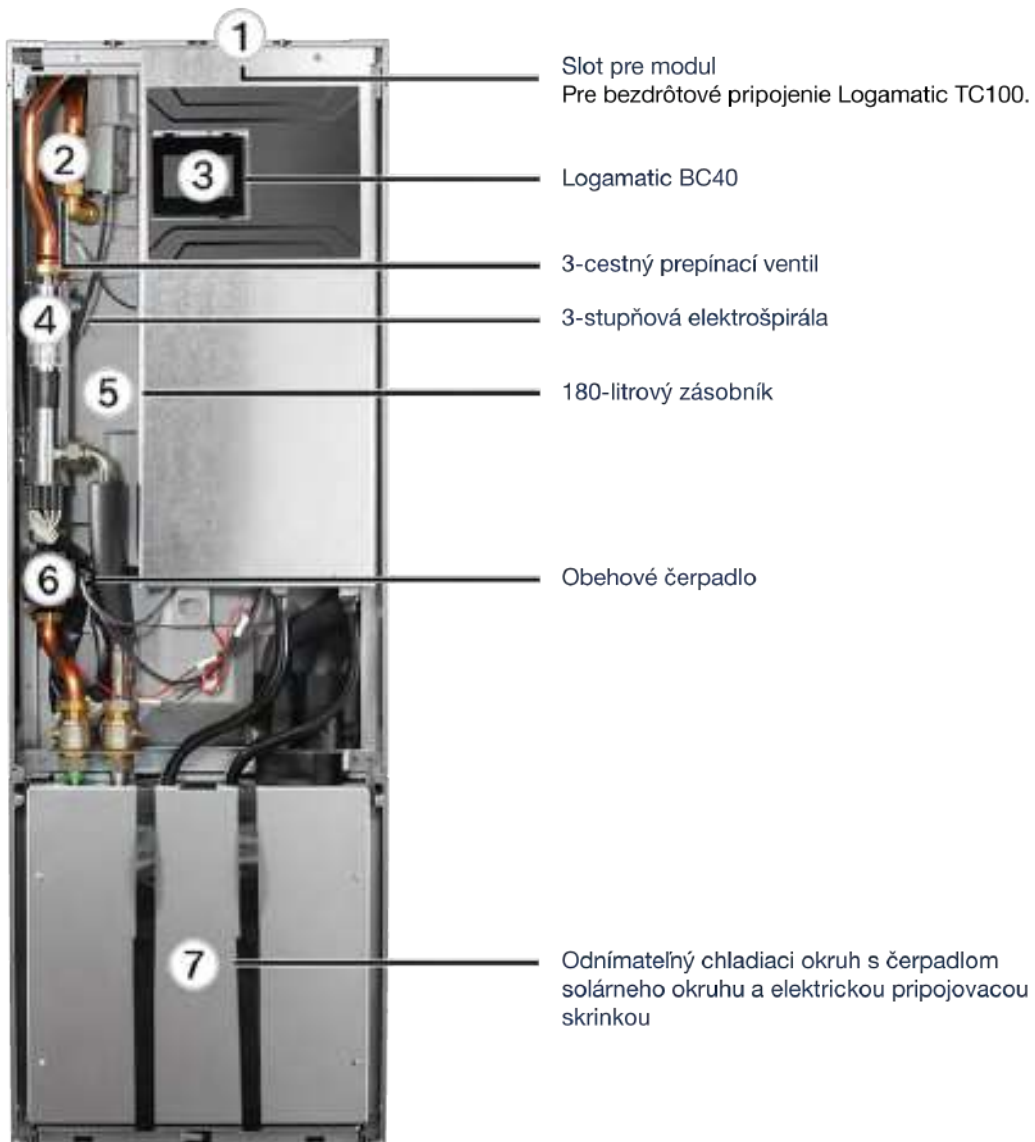 1
Slot pre modul
Pre bezdrôtové pripojenie Logamatic TC100.
2
3
Logamatic BC40
3-cestný prepínací ventil
4
3-stupňová elektrošpirála
5
180-litrový zásobník
6
Obehové čerpadlo
7
Odnímateľný chladiaci okruh s čerpadlom
solárneho okruhu a elektrickou pripojovacou
skrinkou